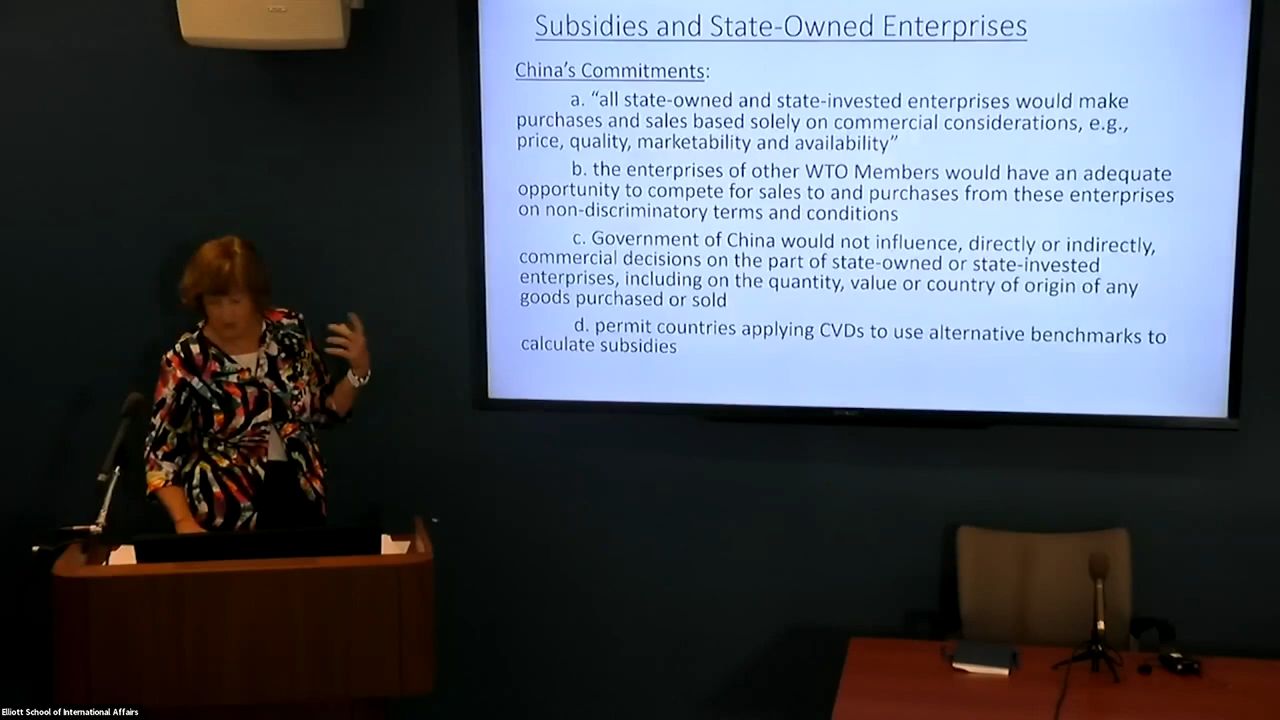 Subsidies and State-Owned Enterprises
China's Commitments:
a. “all state-owned and state-invested enterprises would make
purchases and sales based solely on commercial considerations, e.g.,
price, quality, marketability and availability”
b. the enterprises of other WTO Members would have an adequate
opportunity to compete for sales to and purchases from these enterprises
on non-discriminatory terms and conditions
c. Government of China would not influence, directly or indirectly,
commercial decisions on the part of state-owned or state-invested
enterprises, including on the quantity, value or country of origin of any
goods purchased or sold
d. permit countries applying CVDs to use alternative benchmarks to
calculate subsidies
Elliott School of International Affairs